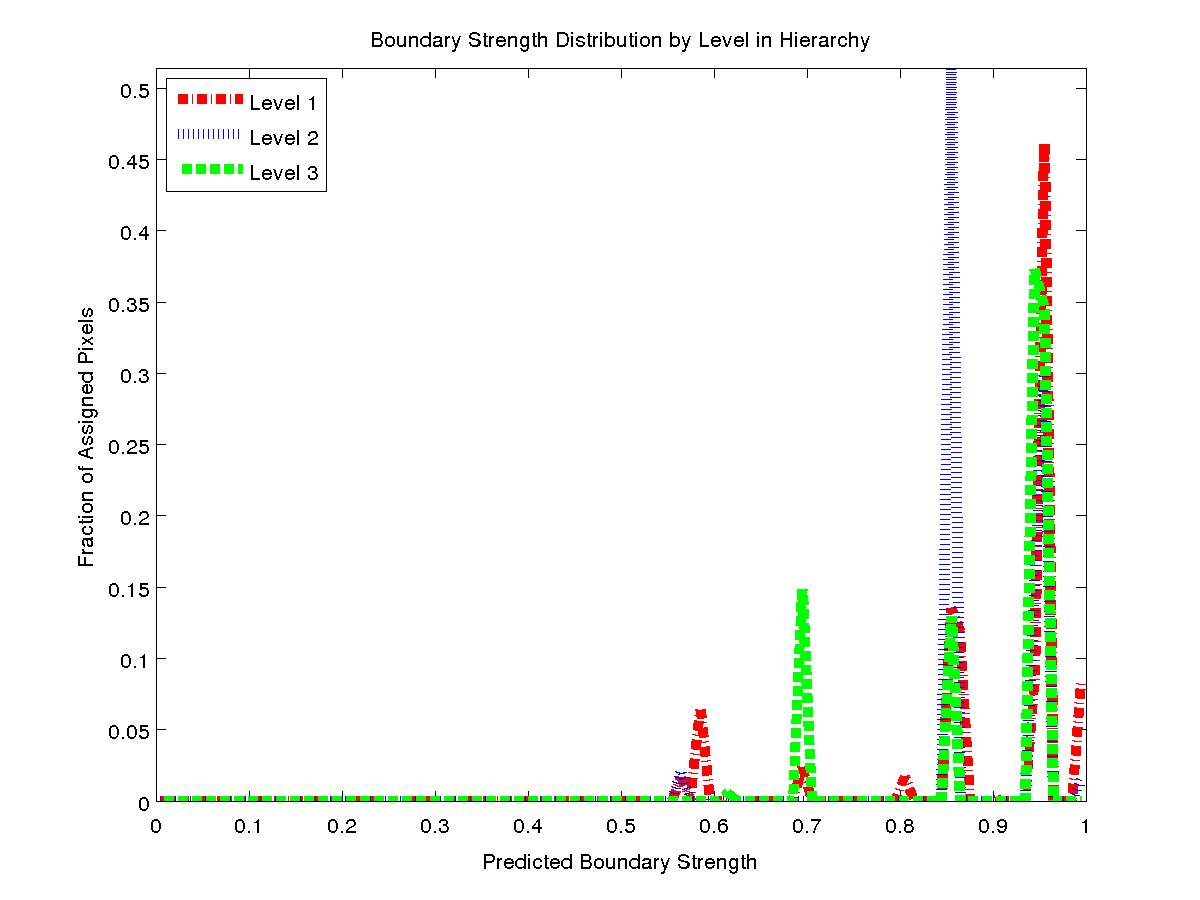 Boundary Strength Distribution by Level in Hierarchy
Level 1
Level 2
Level 3
0.5
0.45
0.4
0.35
0.3
0.25
0.2
0.15
0.1
0.05
0
Fraction of Assigned Pixels
0 0.1 0.2 0.3 0.4 0.5 0.6 0.7 0.8 0.9 1
Predicted Boundary Strength